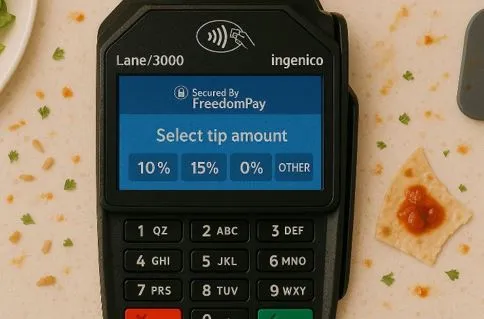 Lane/3000 ingenico
Secured By
FreedomPay
Select tip amount
10% 15% 0% OTHER
1 QZ 2 ABC 3 DEF
4 GHI 5 JKL 6 MNO
7 PRS 8 TUV 9 WXY